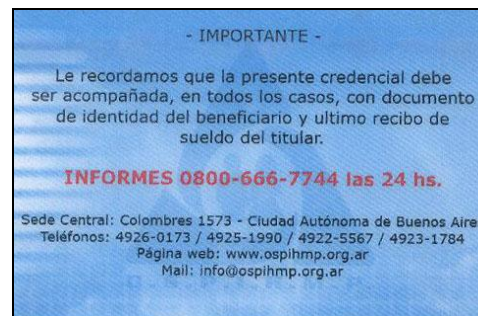 - IMPORTANTE -
Le recordamos que la presente credencial debe
ser acompañada, en todos los casos, con documento
de identidad del beneficiario y ultimo recibo de
sueldo del titular.
INFORMES 0800-666-7744 las 24 hs.
Sede Central: Colombres 1573 - Ciudad Autónoma de Buenos Aire
Teléfonos: 4926-0173 / 4925-1990 / 4922-5567 / 4923-1784
Página web: www.ospihmp.org.ar
Mail: info@ospihmp.org.ar